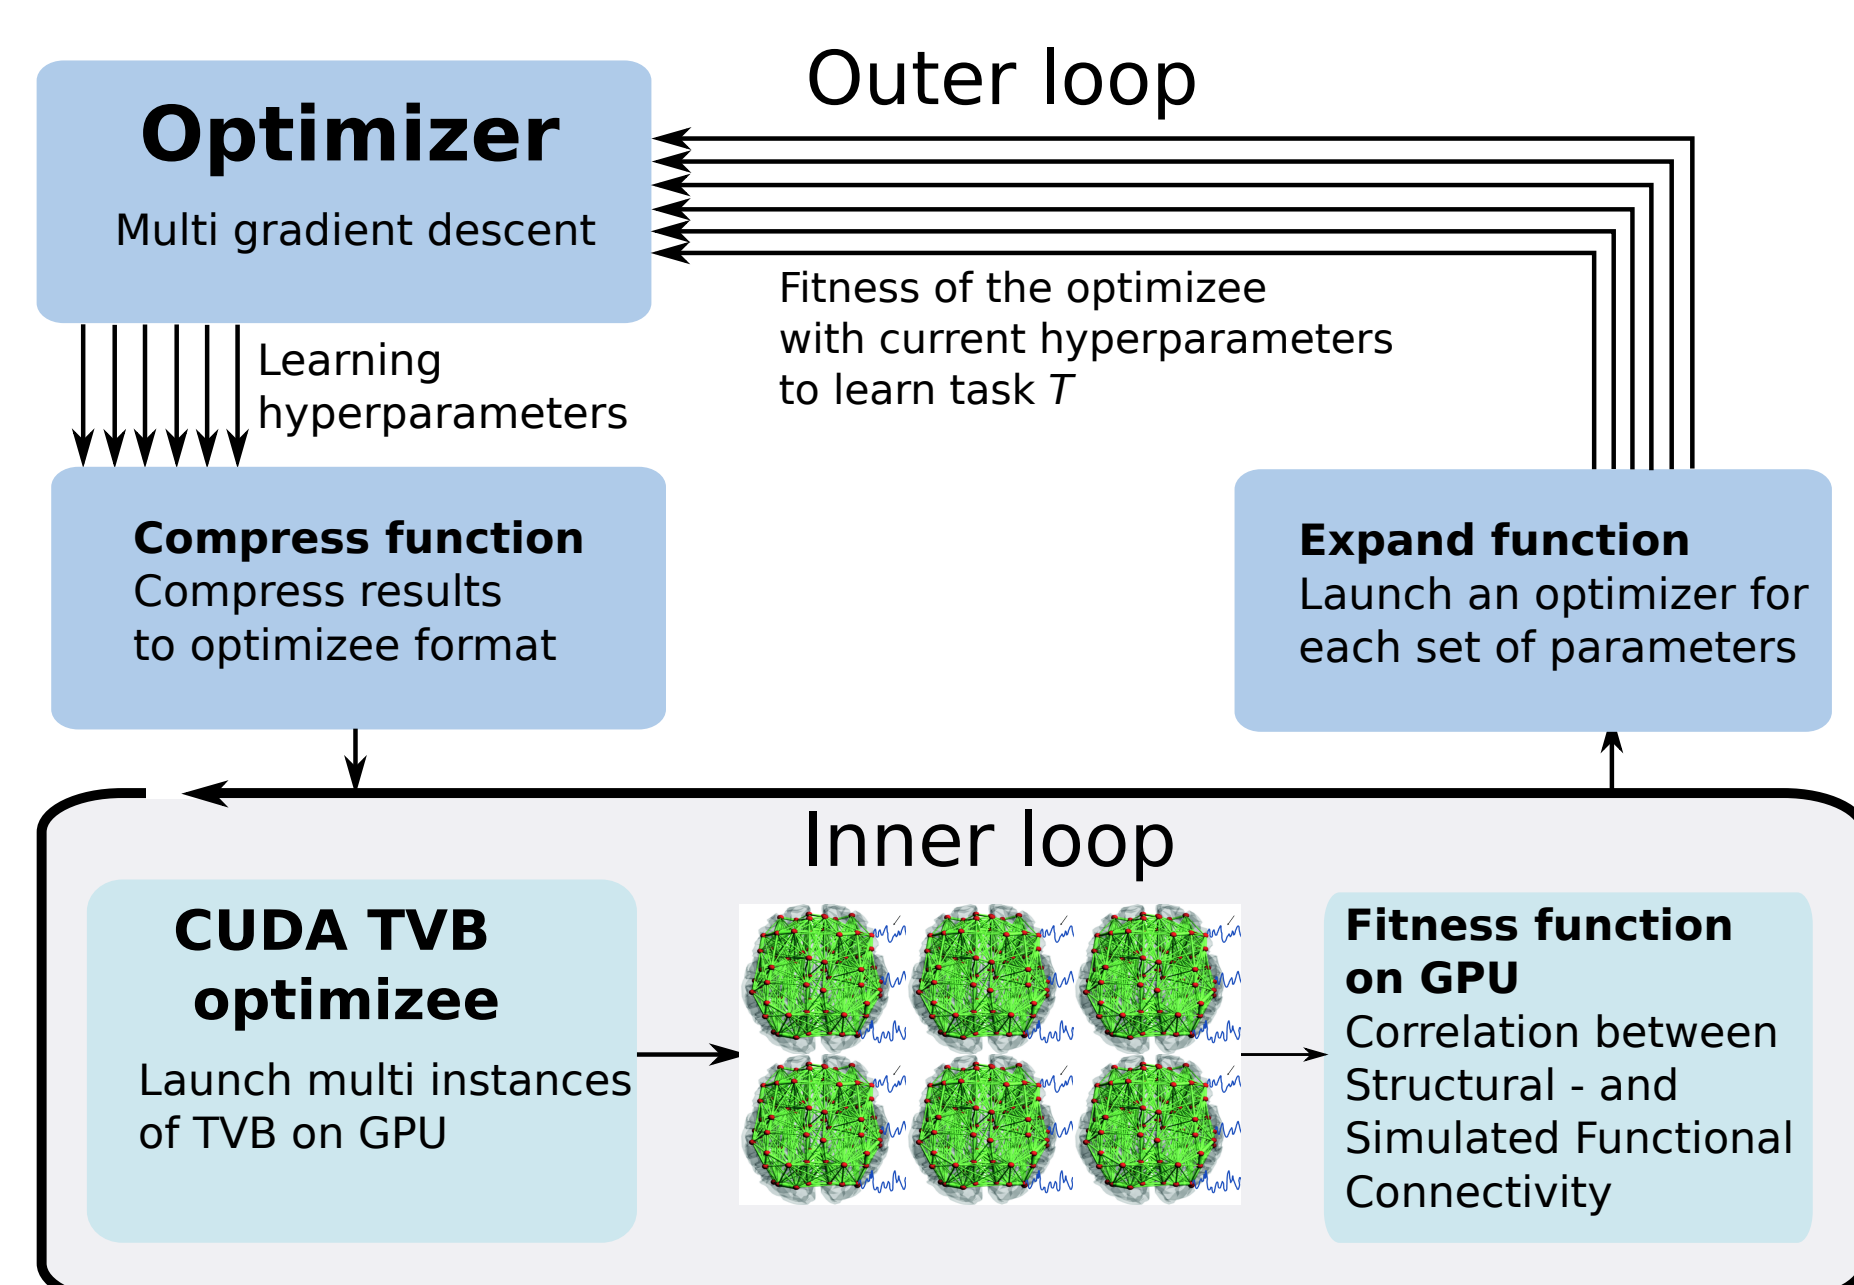 Outer loop
Optimizer
Multi gradient descent
Fitness of the optimizee
with current hyperparameters
to learn task T
Learning
hyperparameters
Compress function
Compress results
to optimizee format
Expand function
Launch an optimizer for
each set of parameters
Inner loop
CUDA TVB
optimizee
Launch multi instances
of TVB on GPU
Fitness function
on GPU
Correlation between
Structural - and
Simulated Functional
Connectivity